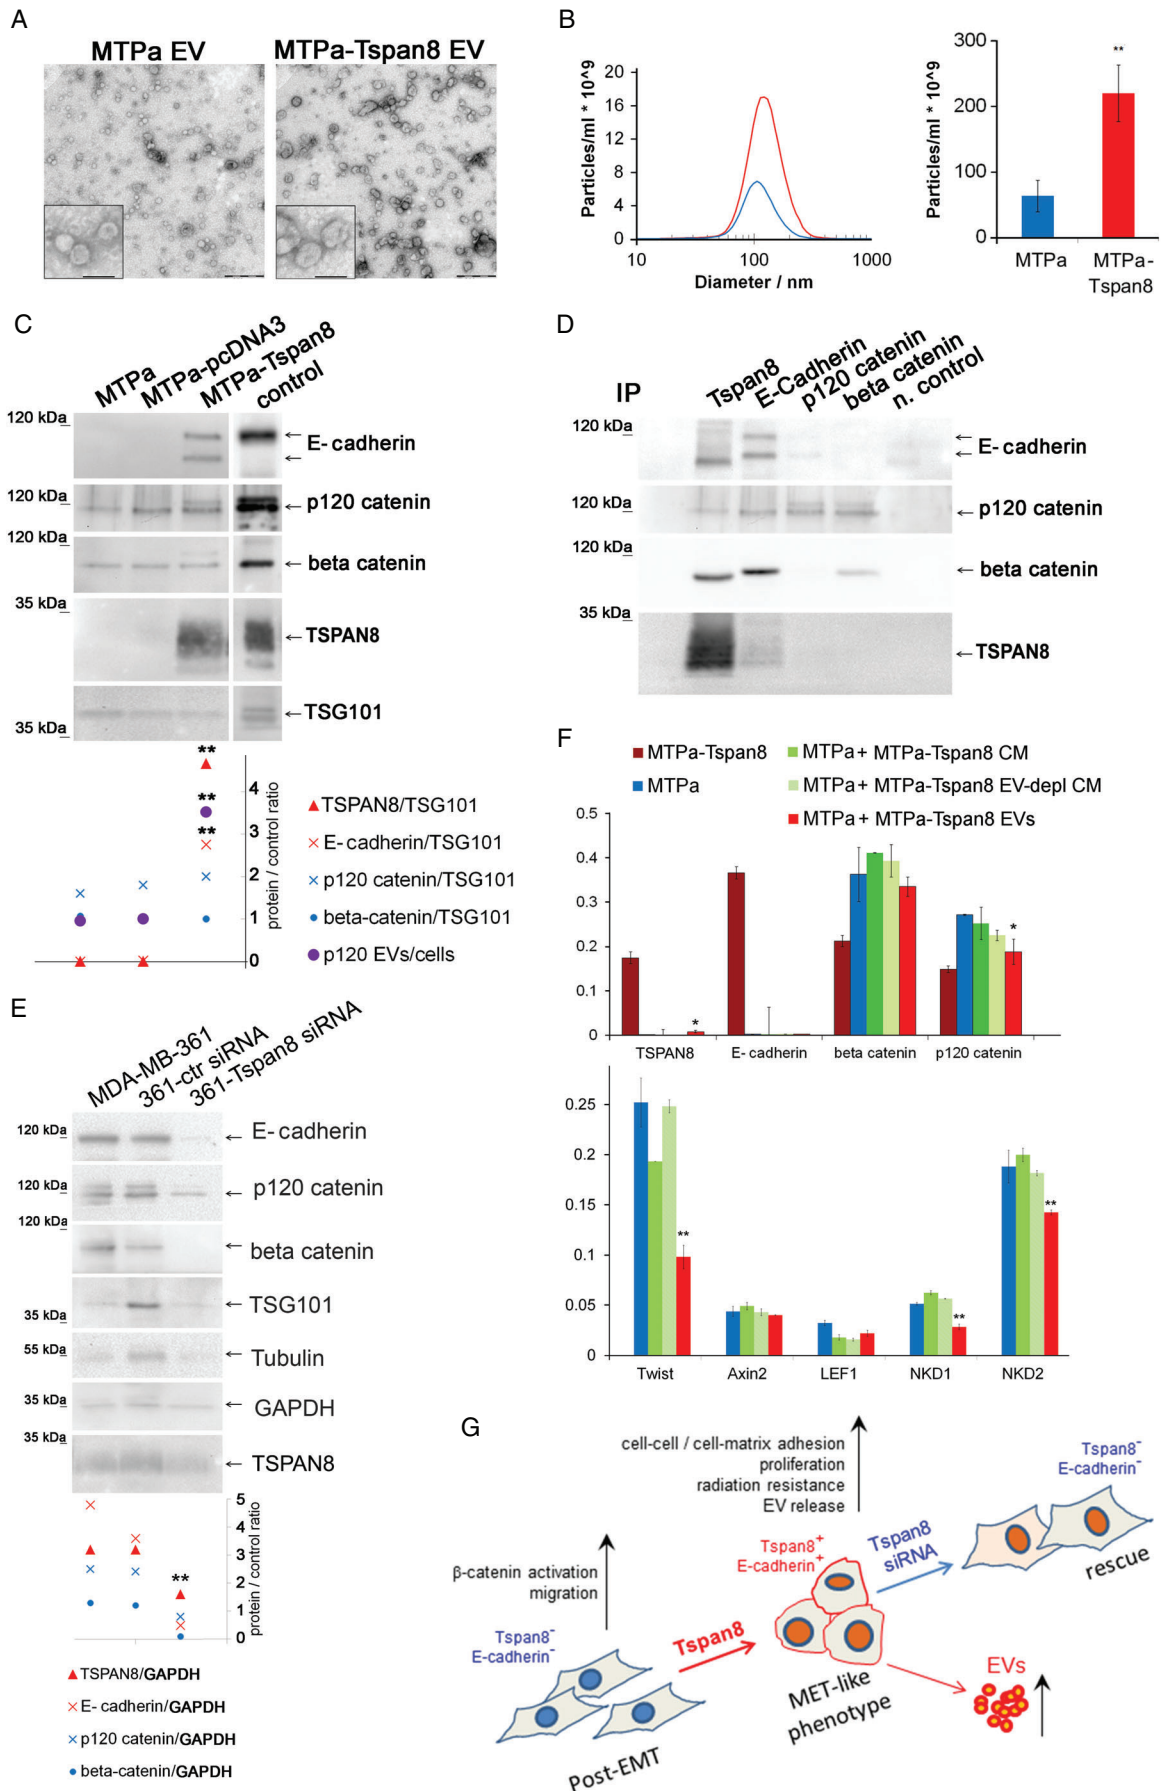 A
MTPa EV
MTPa-Tspan8 EV
B
Particles/ml * 10^9
20
16
12
8
4
0
10
100
1000
Diameter / nm
Particles/ml * 10^9
300
200
100
0
**
MTPa
MTPa-
Tspan8
C
MTPa
MTPa-pcDNA3
MTPa-Tspan8
control
120 kDa
E-cadherin
120 kDa
p120 catenin
120 kDa
beta catenin
35 kDa
TSPAN8
35 kDa
TSG101
**
**
**
4
3
2
1
0
protein / control ratio
TSPAN8/TSG101
E-cadherin/TSG101
p120 catenin/TSG101
beta-catenin/TSG101
p120 EVs/cells
D
IP
Tspan8
E-Cadherin
p120 catenin
beta catenin
n. control
120 kDa
E-cadherin
120 kDa
p120 catenin
120 kDa
beta catenin
35 kDa
TSPAN8
E
MDA-MB-361
361-ctr siRNA
361-Tspan8 siRNA
120 kDa
E-cadherin
120 kDa
p120 catenin
120 kDa
beta catenin
TSG101
35 kDa
55 kDa
Tubulin
35 kDa
GAPDH
35 kDa
TSPAN8
**
5
4
3
2
1
0
protein / control ratio
TSPAN8/GAPDH
E-cadherin/GAPDH
p120 catenin/GAPDH
beta-catenin/GAPDH
F
MTPa-Tspan8
MTPa
MTPa+ MTPa-Tspan8 CM
MTPa+ MTPa-Tspan8 EV-depl CM
MTPa+ MTPa-Tspan8 EVs
0.5
0.4
0.3
0.2
0.1
0
*
*
TSPAN8
E-cadherin
beta catenin
p120 catenin
0.25
0.2
0.15
0.1
0.05
0
**
**
**
Twist
Axin2
LEF1
NKD1
NKD2
G
cell-cell / cell-matrix adhesion
proliferation
radiation resistance
EV release
β-catenin activation
migration
Tspan8⁻
E-cadherin⁻
Post-EMT
Tspan8
Tspan8⁺
E-cadherin⁺
MET-like
phenotype
Tspan8
siRNA
Tspan8⁻
E-cadherin⁻
rescue
EVs